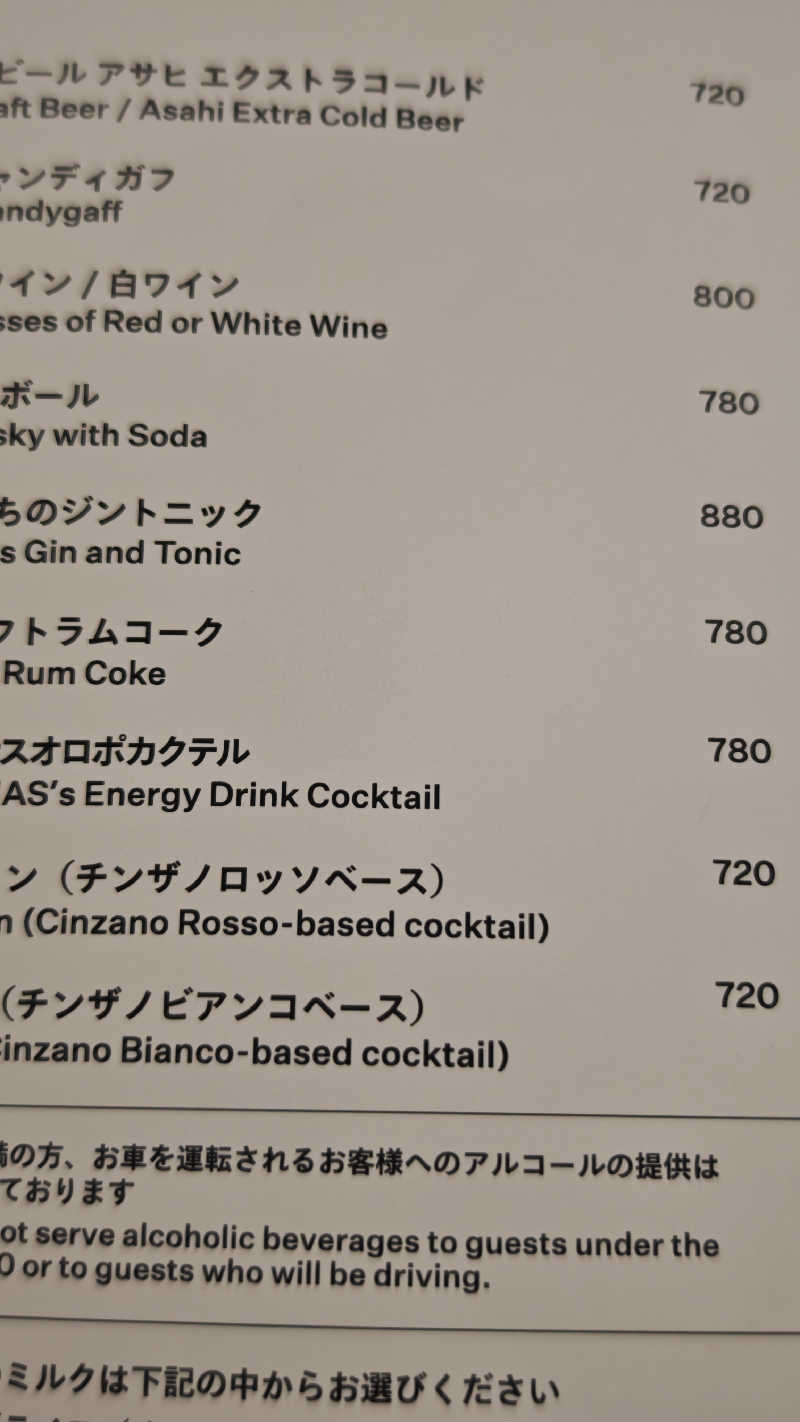 ビール アサヒ エクストラコールド 720
aft Beer / Asahi Extra Cold Beer
ャンディガフ 720
andygaff
イン / 白ワイン 800
sses of Red or White Wine
ボール 780
sky with Soda
ちのジントニック 880
s Gin and Tonic
フトラムコーク 780
Rum Coke
スオロポカクテル 780
AS's Energy Drink Cocktail
ン（チンザノロッソベース） 720
n (Cinzano Rosso-based cocktail)
（チンザノビアンコベース） 720
Cinzano Bianco-based cocktail)
満の方、お車を運転されるお客様へのアルコールの提供は
ております
ot serve alcoholic beverages to guests under the
0 or to guests who will be driving.
ミルクは下記の中からお選びください